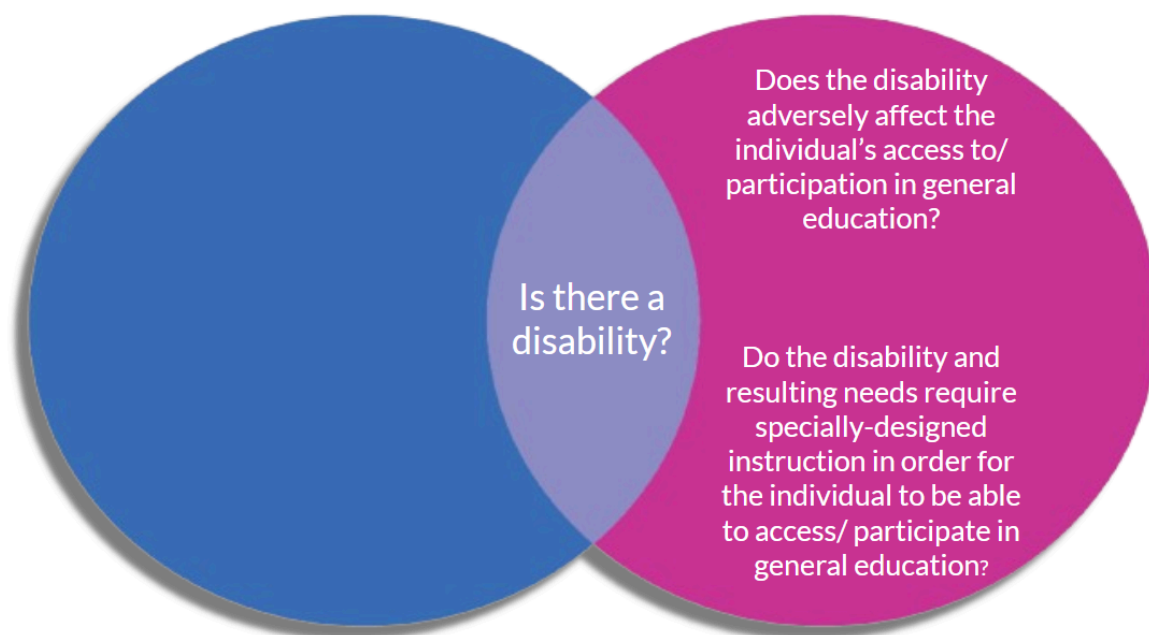 Does the disability
adversely affect the
individual’s access to/
participation in general
education?
Is there a
disability?
Do the disability and
resulting needs require
specially-designed
instruction in order for
the individual to be able
to access/ participate in
general education?